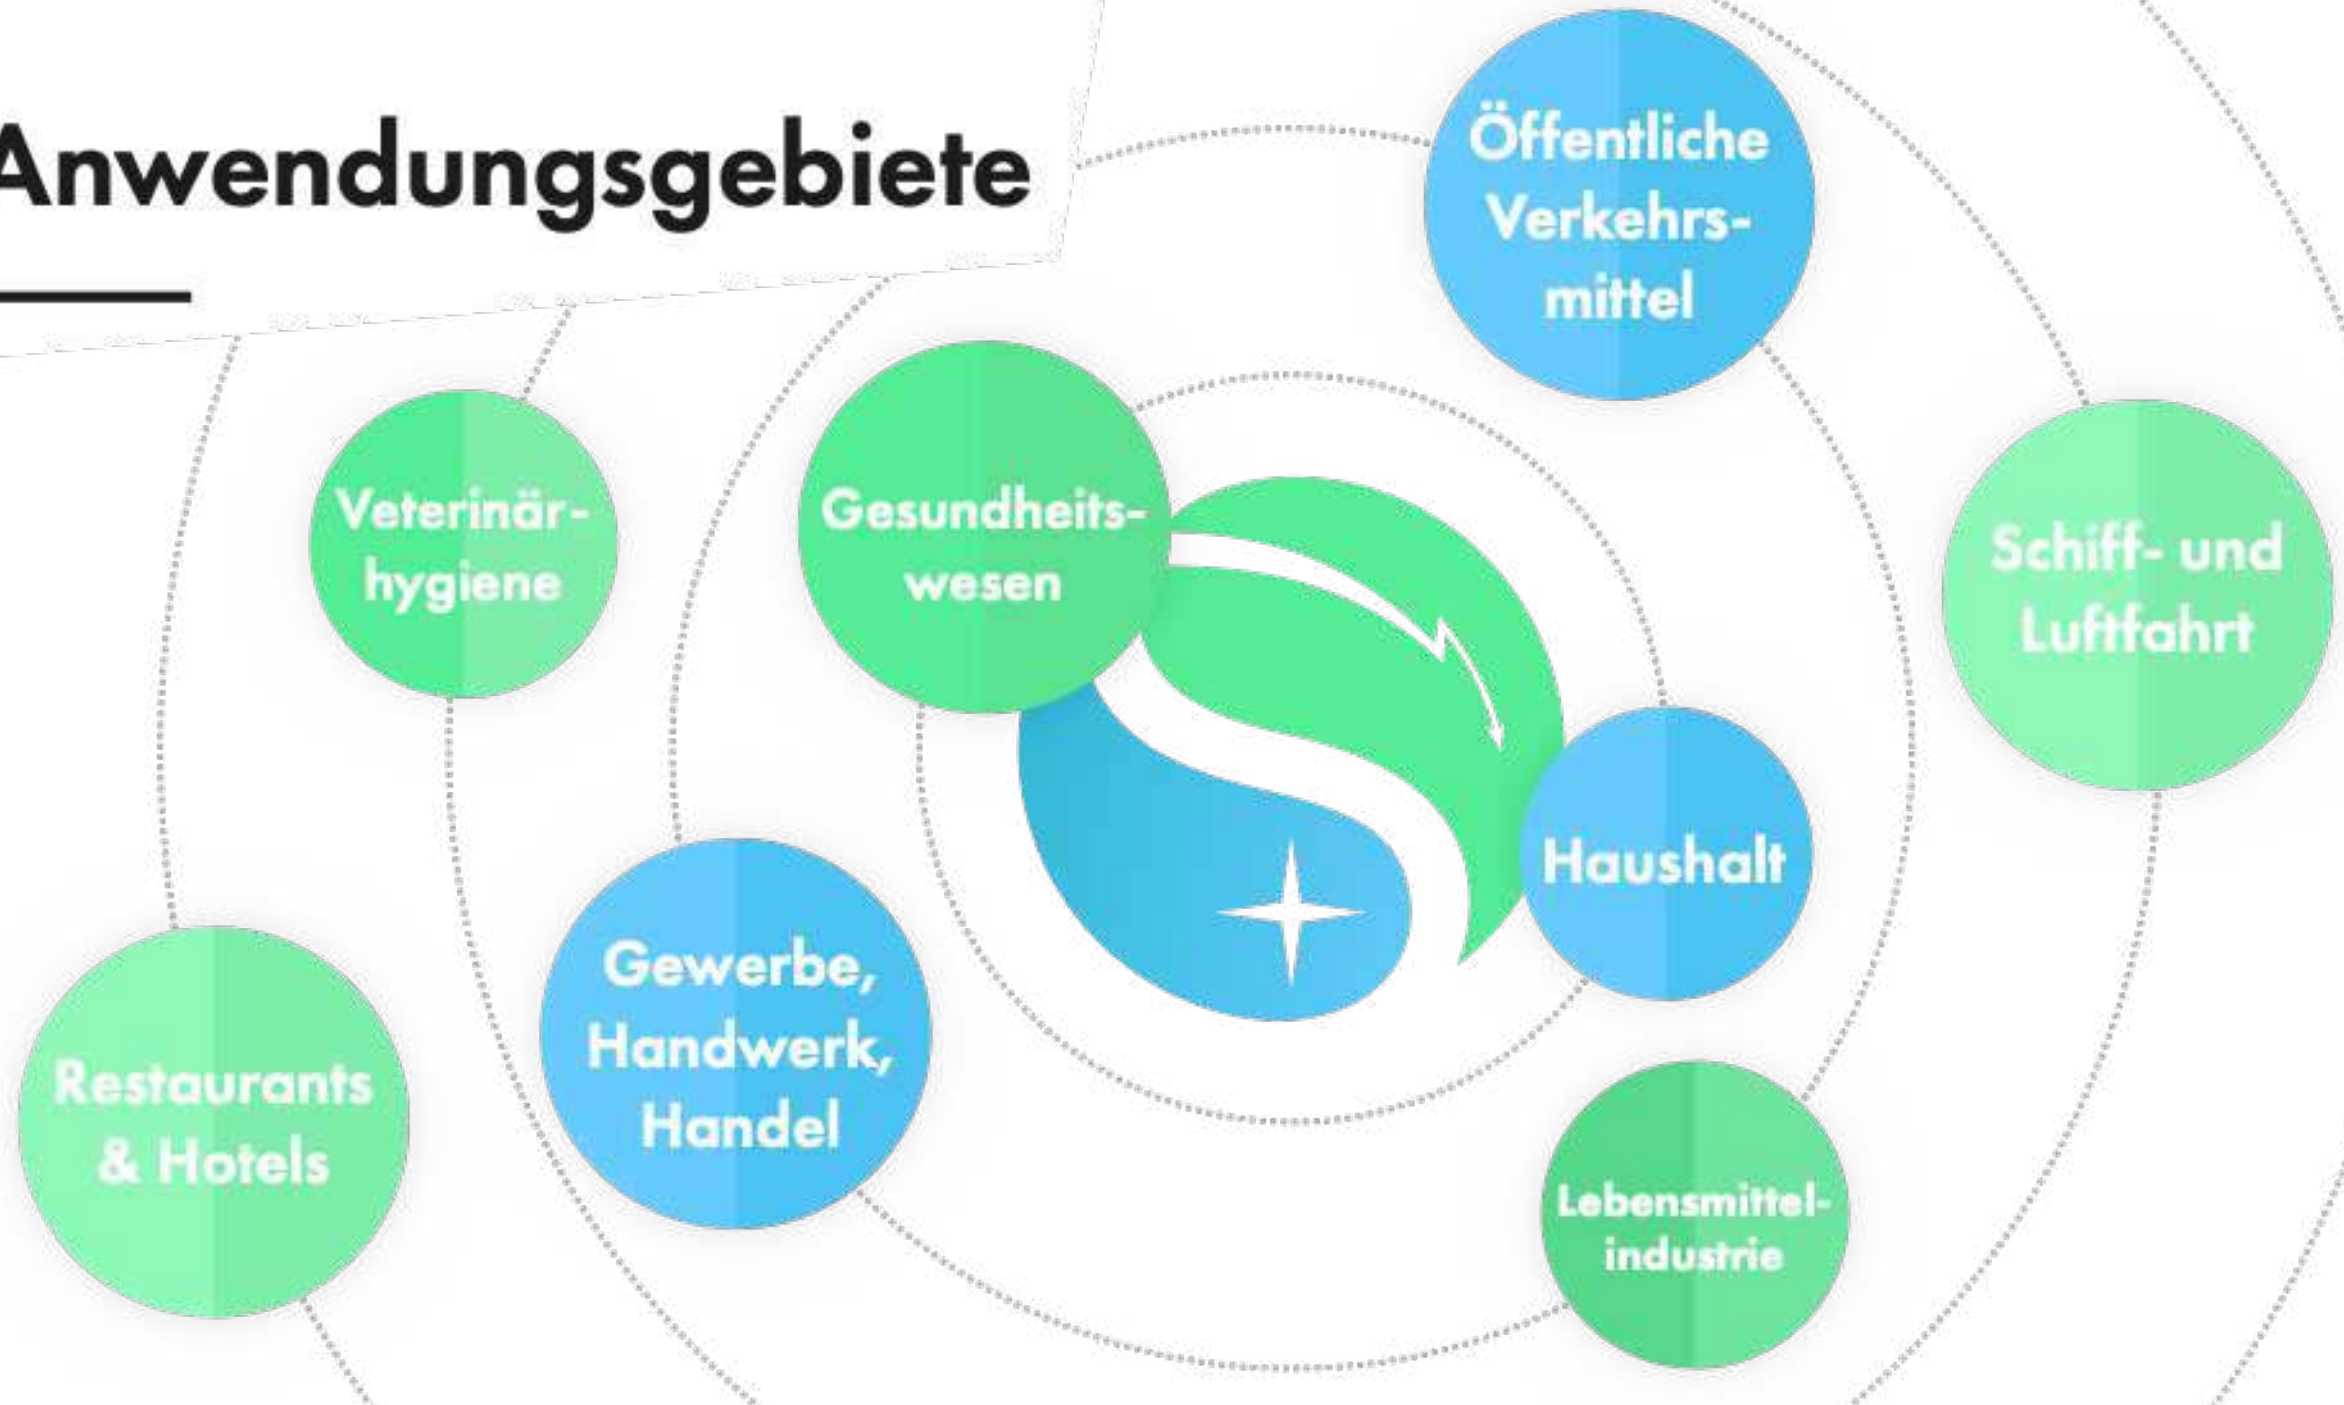 Anwendungsgebiete
Öffentliche
Verkehrs-
mittel
Veterinär-
hygiene
Gesundheits-
wesen
Schiff- und
Luftfahrt
Haushalt
Gewerbe,
Handwerk,
Handel
Restaurants
& Hotels
Lebensmittel-
industrie